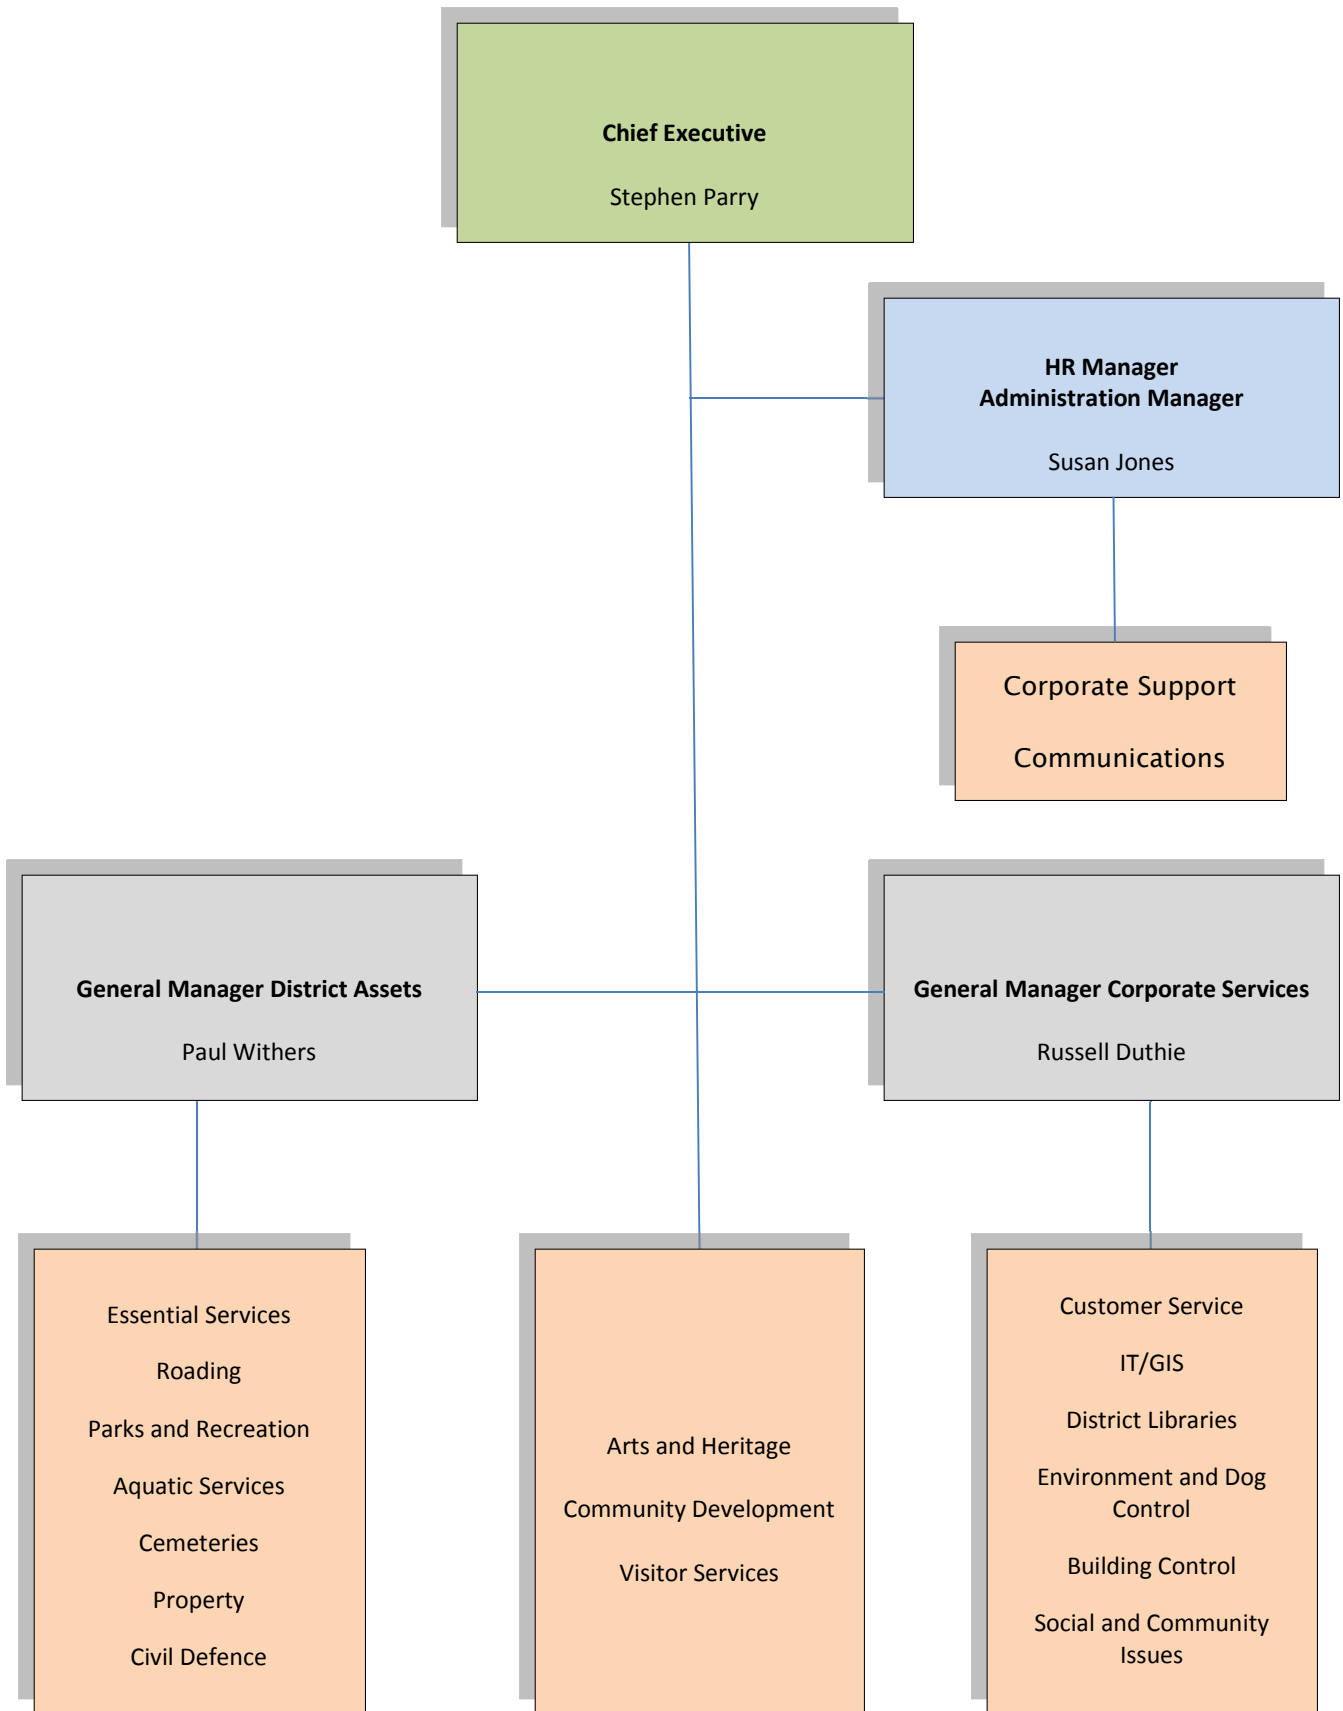 Chief Executive
Stephen Parry
HR Manager
Administration Manager
Susan Jones
Corporate Support
Communications
General Manager District Assets
Paul Withers
General Manager Corporate Services
Russell Duthie
Essential Services
Roading
Parks and Recreation
Aquatic Services
Cemeteries
Property
Civil Defence
Arts and Heritage
Community Development
Visitor Services
Customer Service
IT/GIS
District Libraries
Environment and Dog
Control
Building Control
Social and Community
Issues